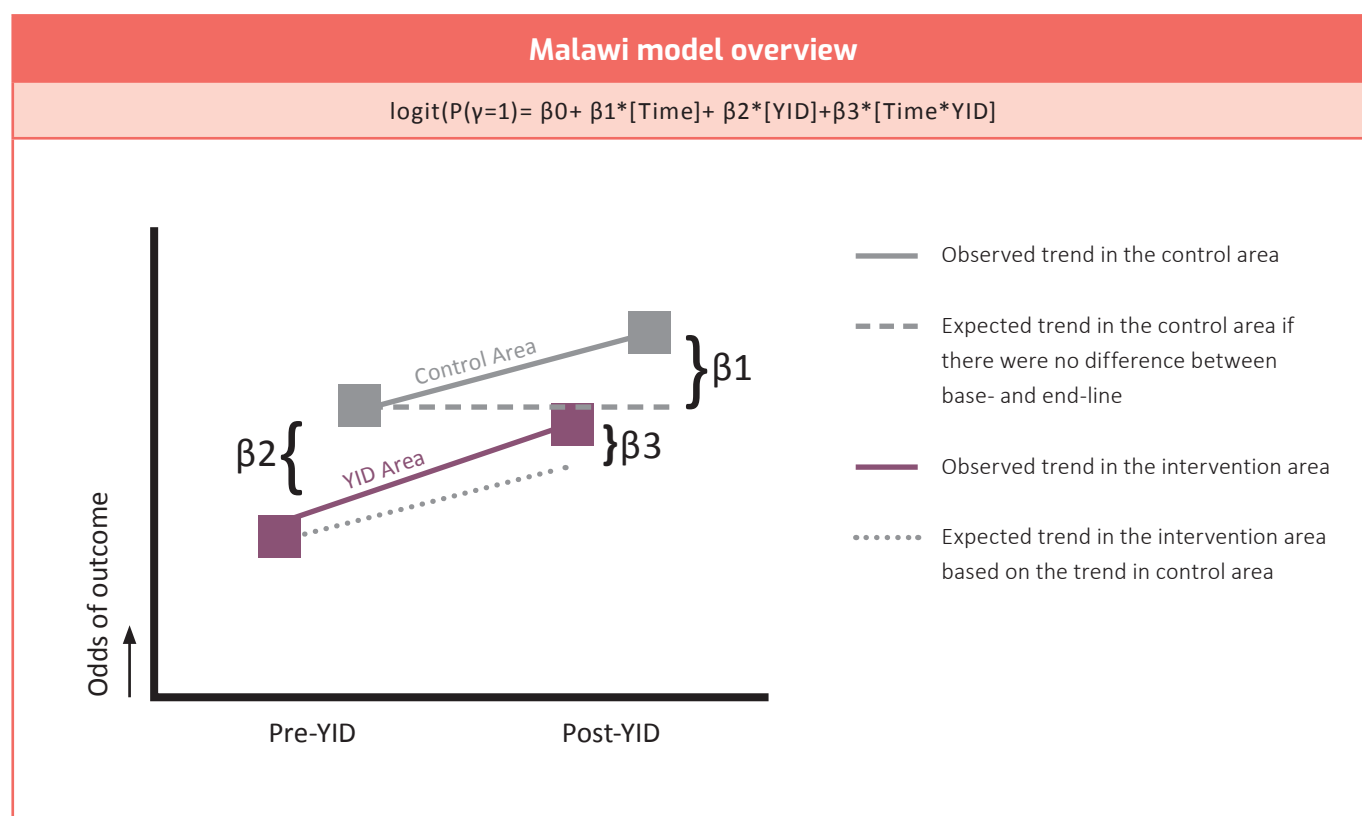 Malawi model overview
logit(P(γ=1)= β0+ β1*[Time]+ β2*[YID]+β3*[Time*YID]
Odds of outcome
Control Area
YID Area
β1
β2
β3
Pre-YID
Post-YID
Observed trend in the control area
Expected trend in the control area if
there were no difference between
base- and end-line
Observed trend in the intervention area
Expected trend in the intervention area
based on the trend in control area